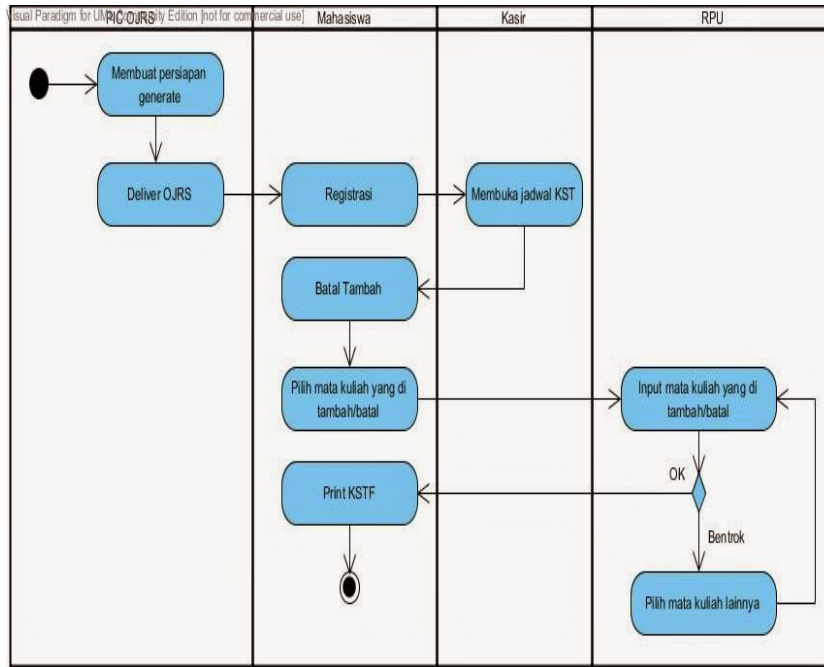 Visual Paradigm for UML Community Edition [not for commercial use]
PIC OJRS
Mahasiswa
Kasir
RPU
Membuat persiapan
generate
Deliver OJRS
Registrasi
Membuka jadwal KST
Batal Tambah
Pilih mata kuliah yang di
tambah/batal
Input mata kuliah yang di
tambah/batal
OK
Print KSTF
Bentrok
Pilih mata kuliah lainnya